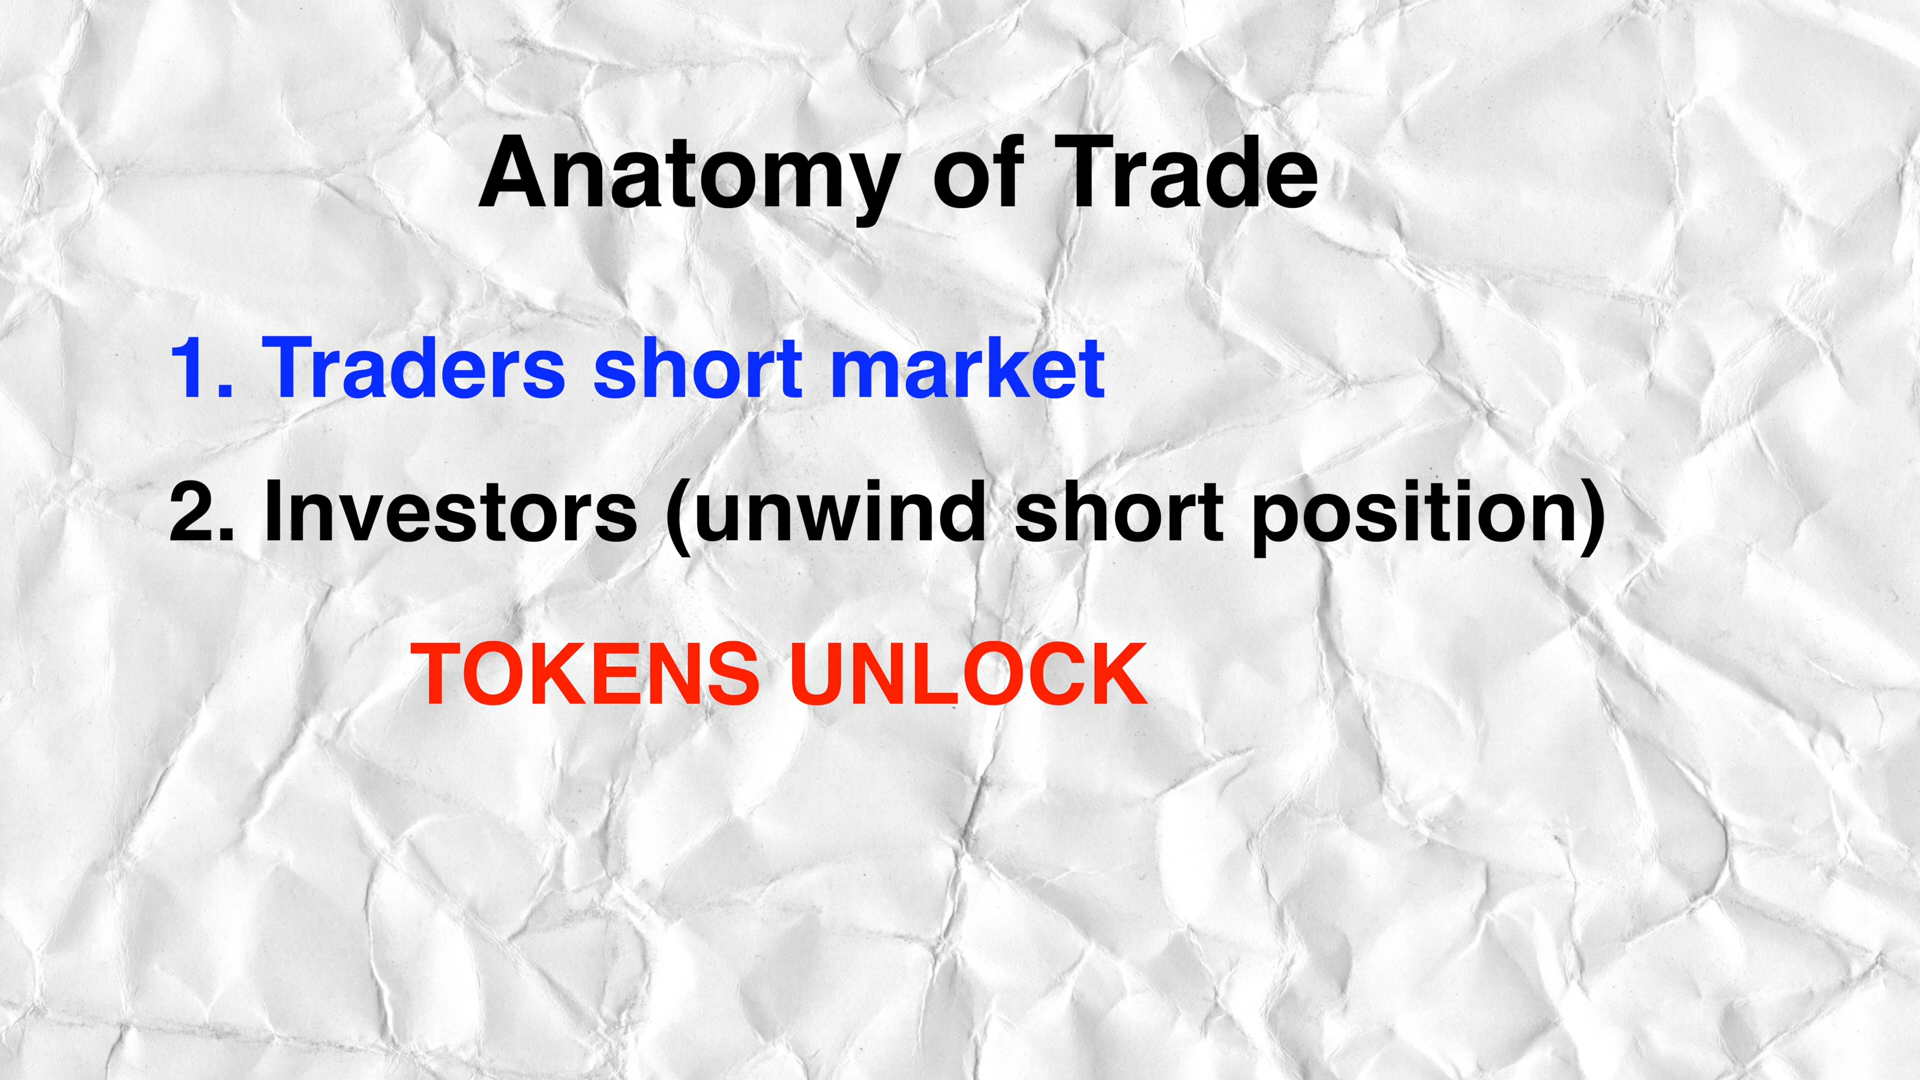 Anatomy of Trade
1. Traders short market
2. Investors (unwind short position)
TOKENS UNLOCK